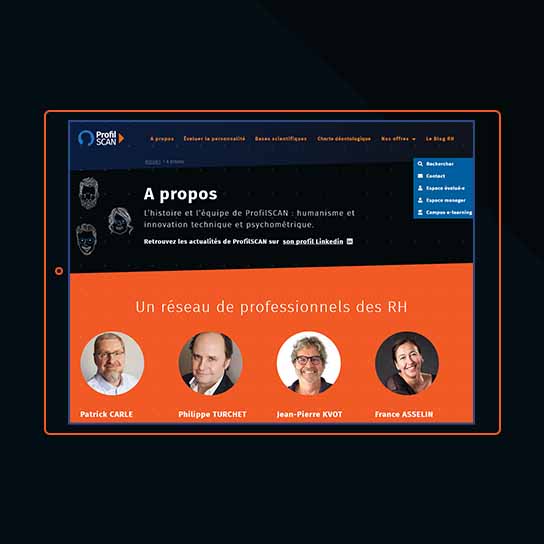 Profil
SCAN
A propos
Évaluer la personnalité
Bases scientifiques
Charte déontologique
Nos offres
Le Blog RH
Accueil > A propos
Rechercher
Contact
Espace évalué·e
Espace manager
Campus e-learning
A propos
L'histoire et l'équipe de ProfilSCAN : humanisme et
innovation technique et psychométrique.
Retrouvez les actualités de ProfilSCAN sur son profil Linkedin in
Un réseau de professionnels des RH
Patrick CARLE
Philippe TURCHET
Jean-Pierre KVOT
France ASSELIN